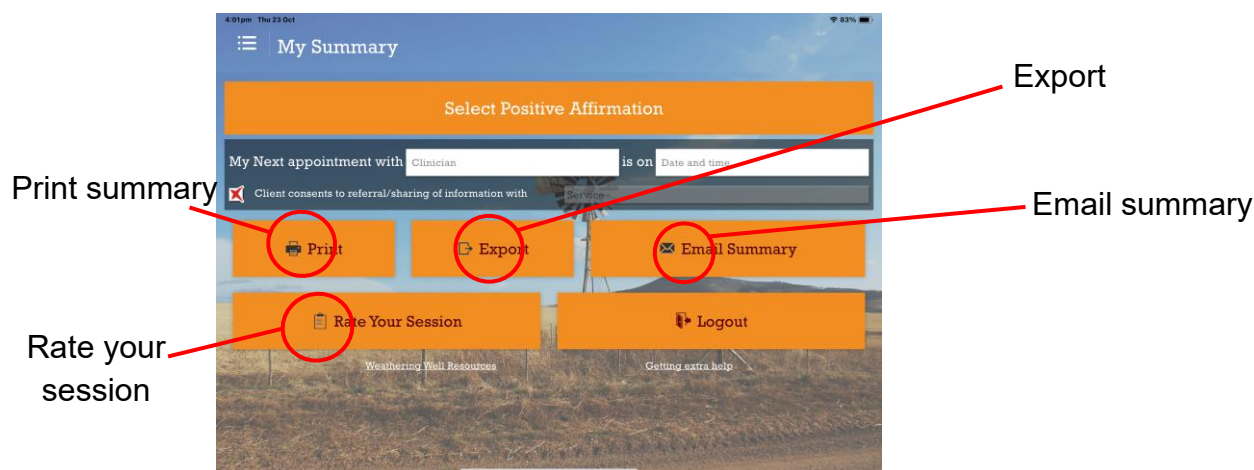 4:01pm Thu 23 Oct
83%
My Summary
Export
Select Positive Affirmation
My Next appointment with Clinician is on Date and time
Print summary
Client consents to referral/sharing of information with Service
Email summary
Print
Export
Email Summary
Rate Your Session
Logout
Rate your
session
Weathering Well Resources
Getting extra help